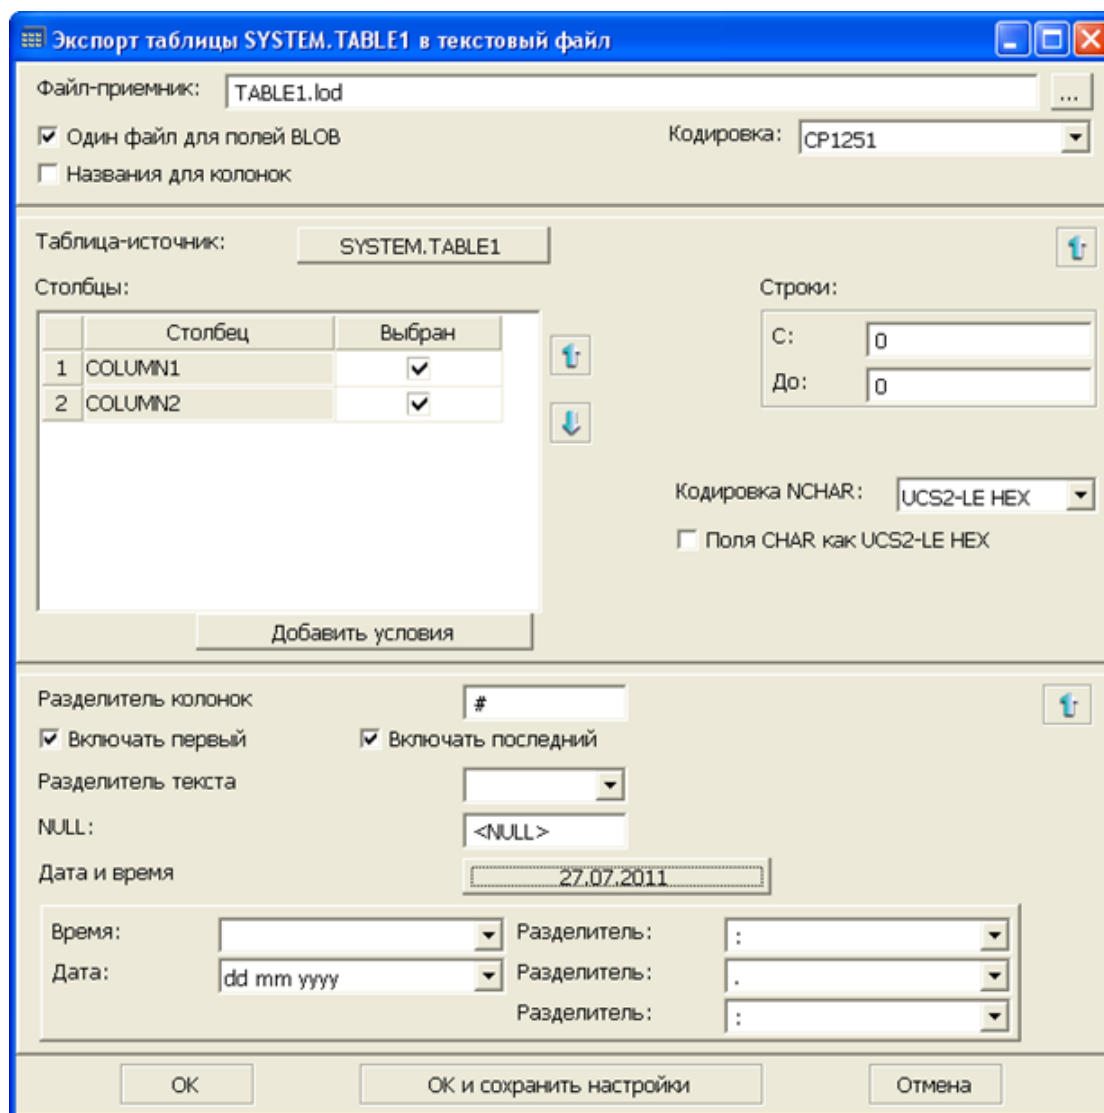 Экспорт таблицы SYSTEM.TABLE1 в текстовый файл
Файл-приемник: TABLE1.lod ...
Один файл для полей BLOB Кодировка: CP1251
Названия для колонок
Таблица-источник: SYSTEM.TABLE1
Столбцы: Строки:
Столбец Выбран
С: 0
1 COLUMN1
До: 0
2 COLUMN2
Кодировка NCHAR: UCS2-LE HEX
Поля CHAR как UCS2-LE HEX
Добавить условия
Разделитель колонок #
Включать первый Включать последний
Разделитель текста
NULL: <NULL>
Дата и время 27.07.2011
Время: Разделитель: :
Дата: dd mm yyyy Разделитель: .
Разделитель: :
OK OK и сохранить настройки Отмена